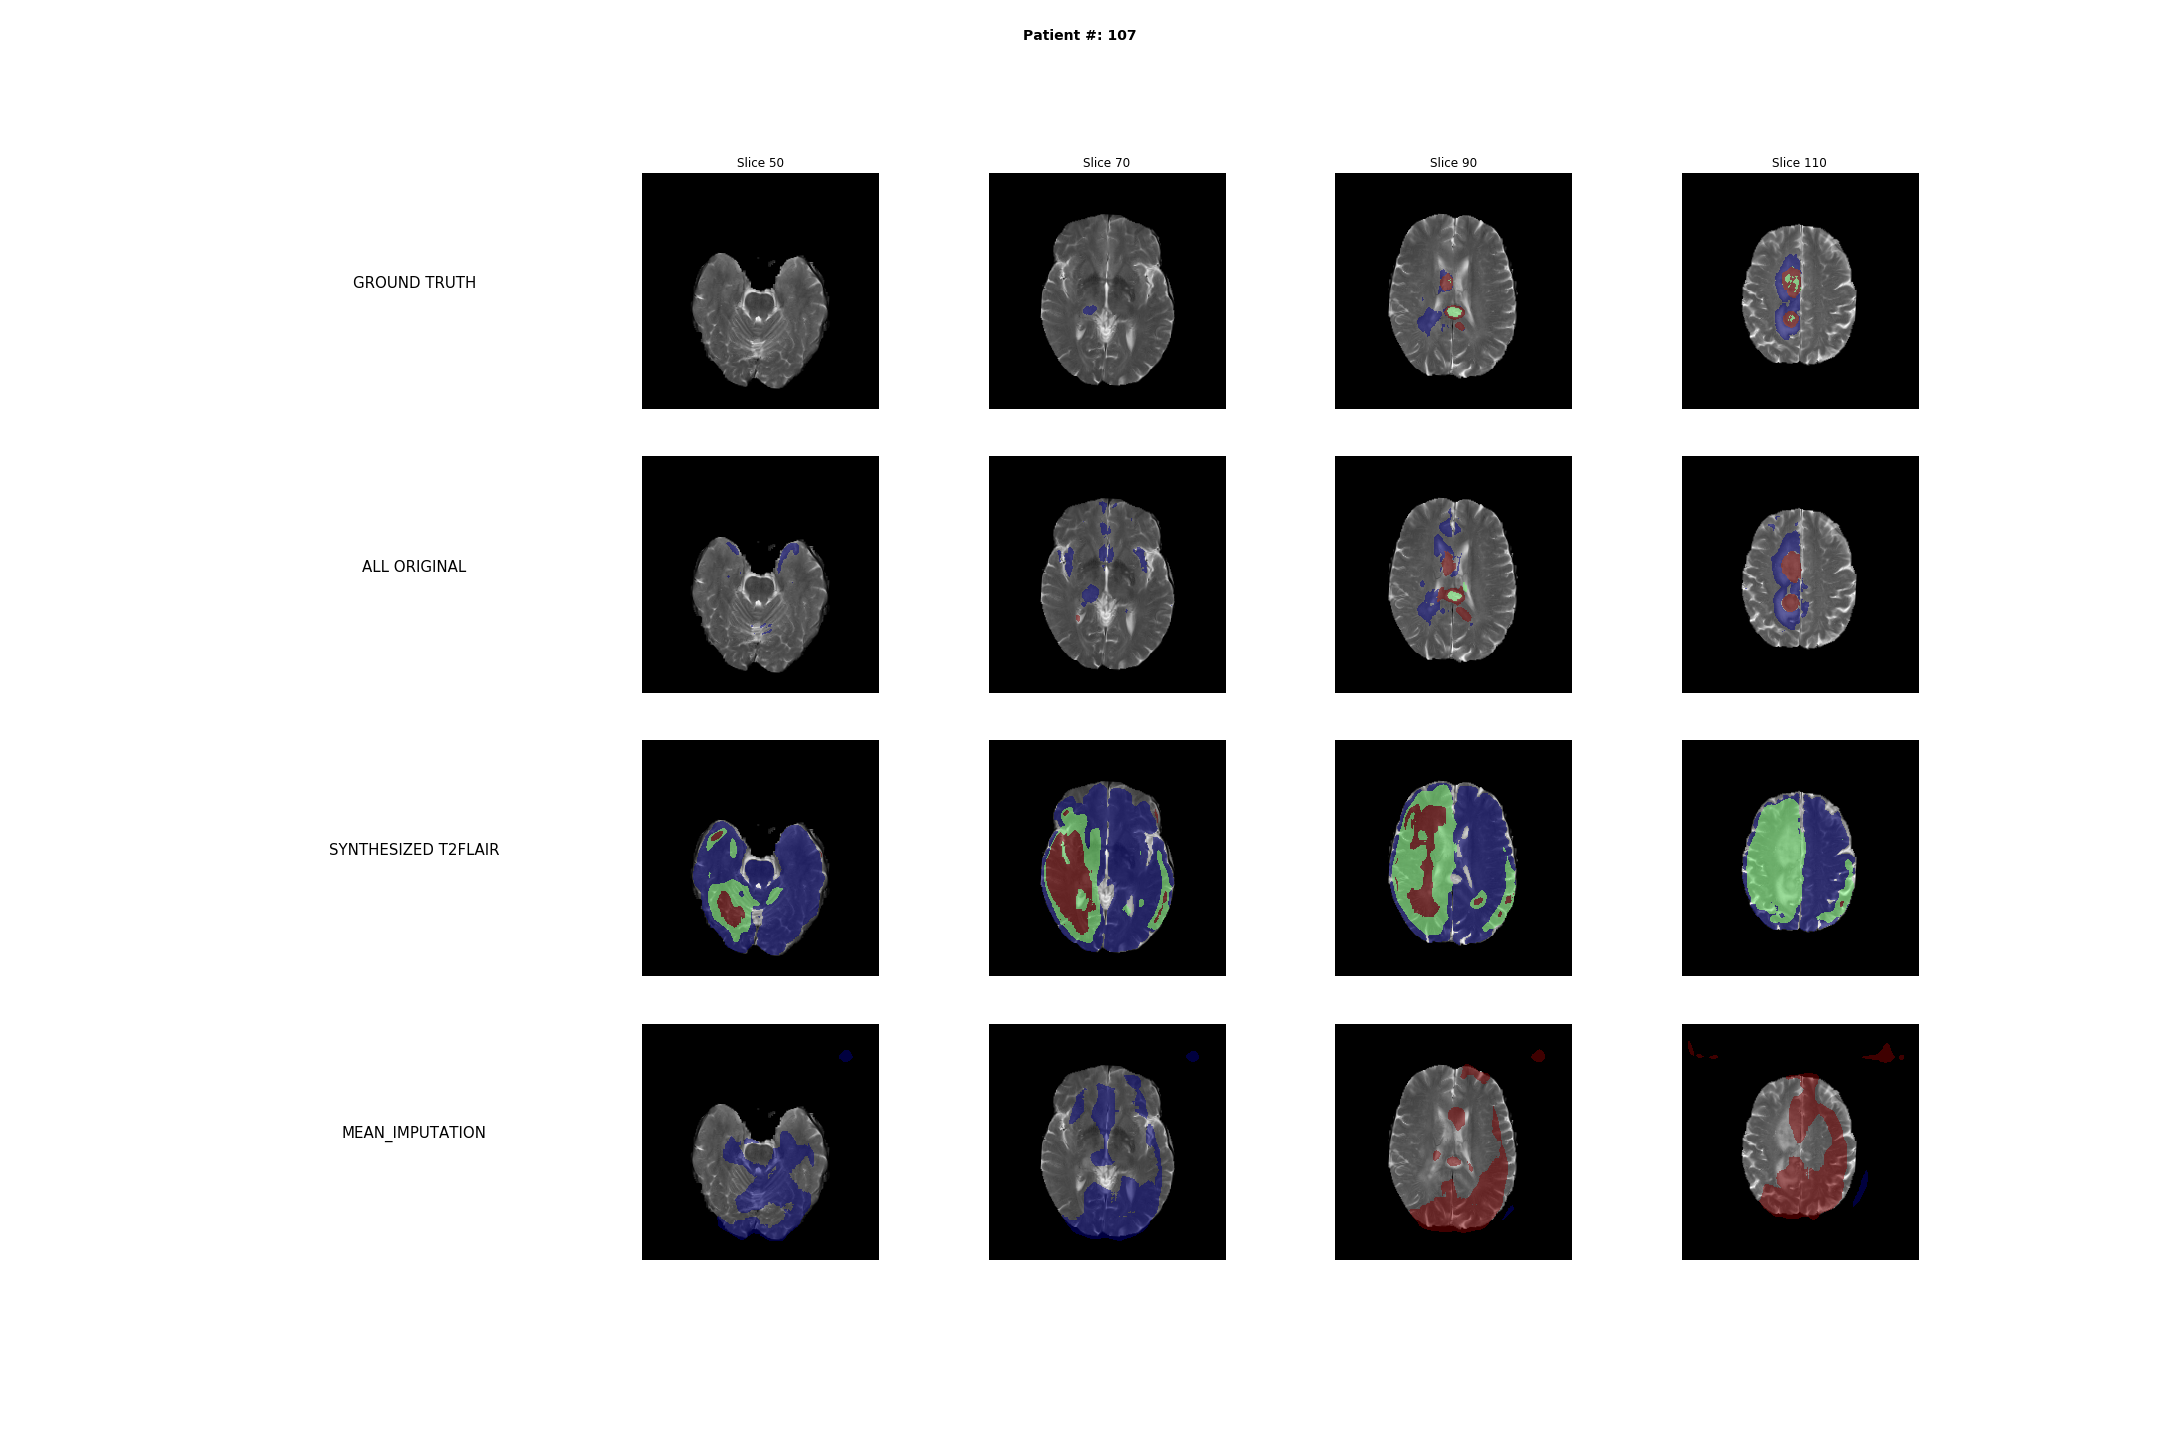 Patient #: 107
Slice 50
Slice 70
Slice 90
Slice 110
GROUND TRUTH
ALL ORIGINAL
SYNTHESIZED T2FLAIR
MEAN_IMPUTATION